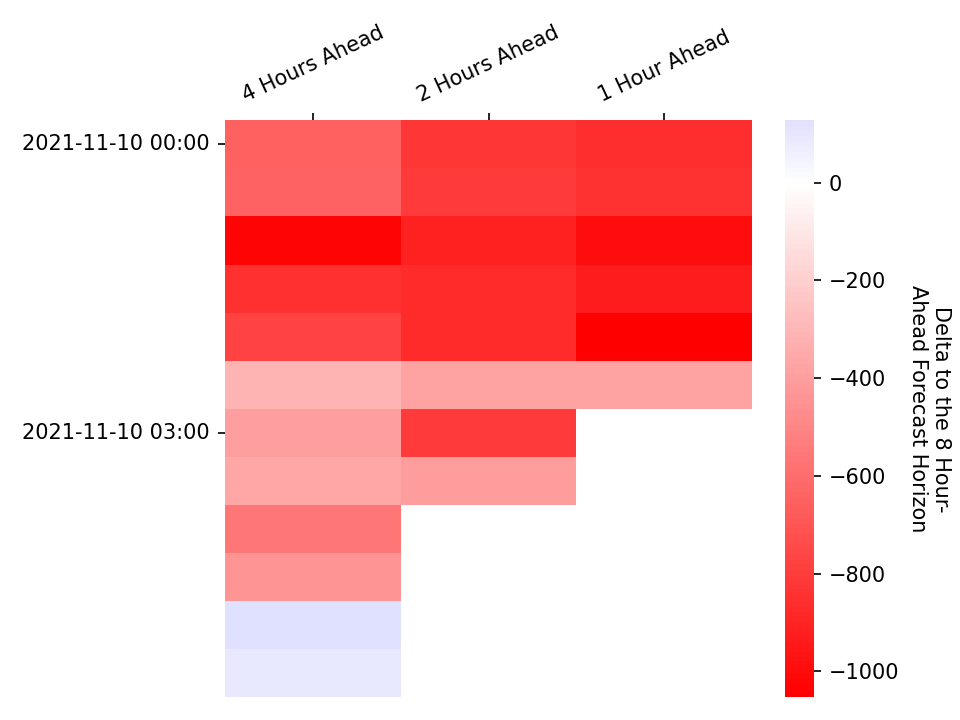 4 Hours Ahead
2 Hours Ahead
1 Hour Ahead
2021-11-10 00:00
2021-11-10 03:00
0
−200
−400
−600
−800
−1000
Delta to the 8 Hour-
Ahead Forecast Horizon